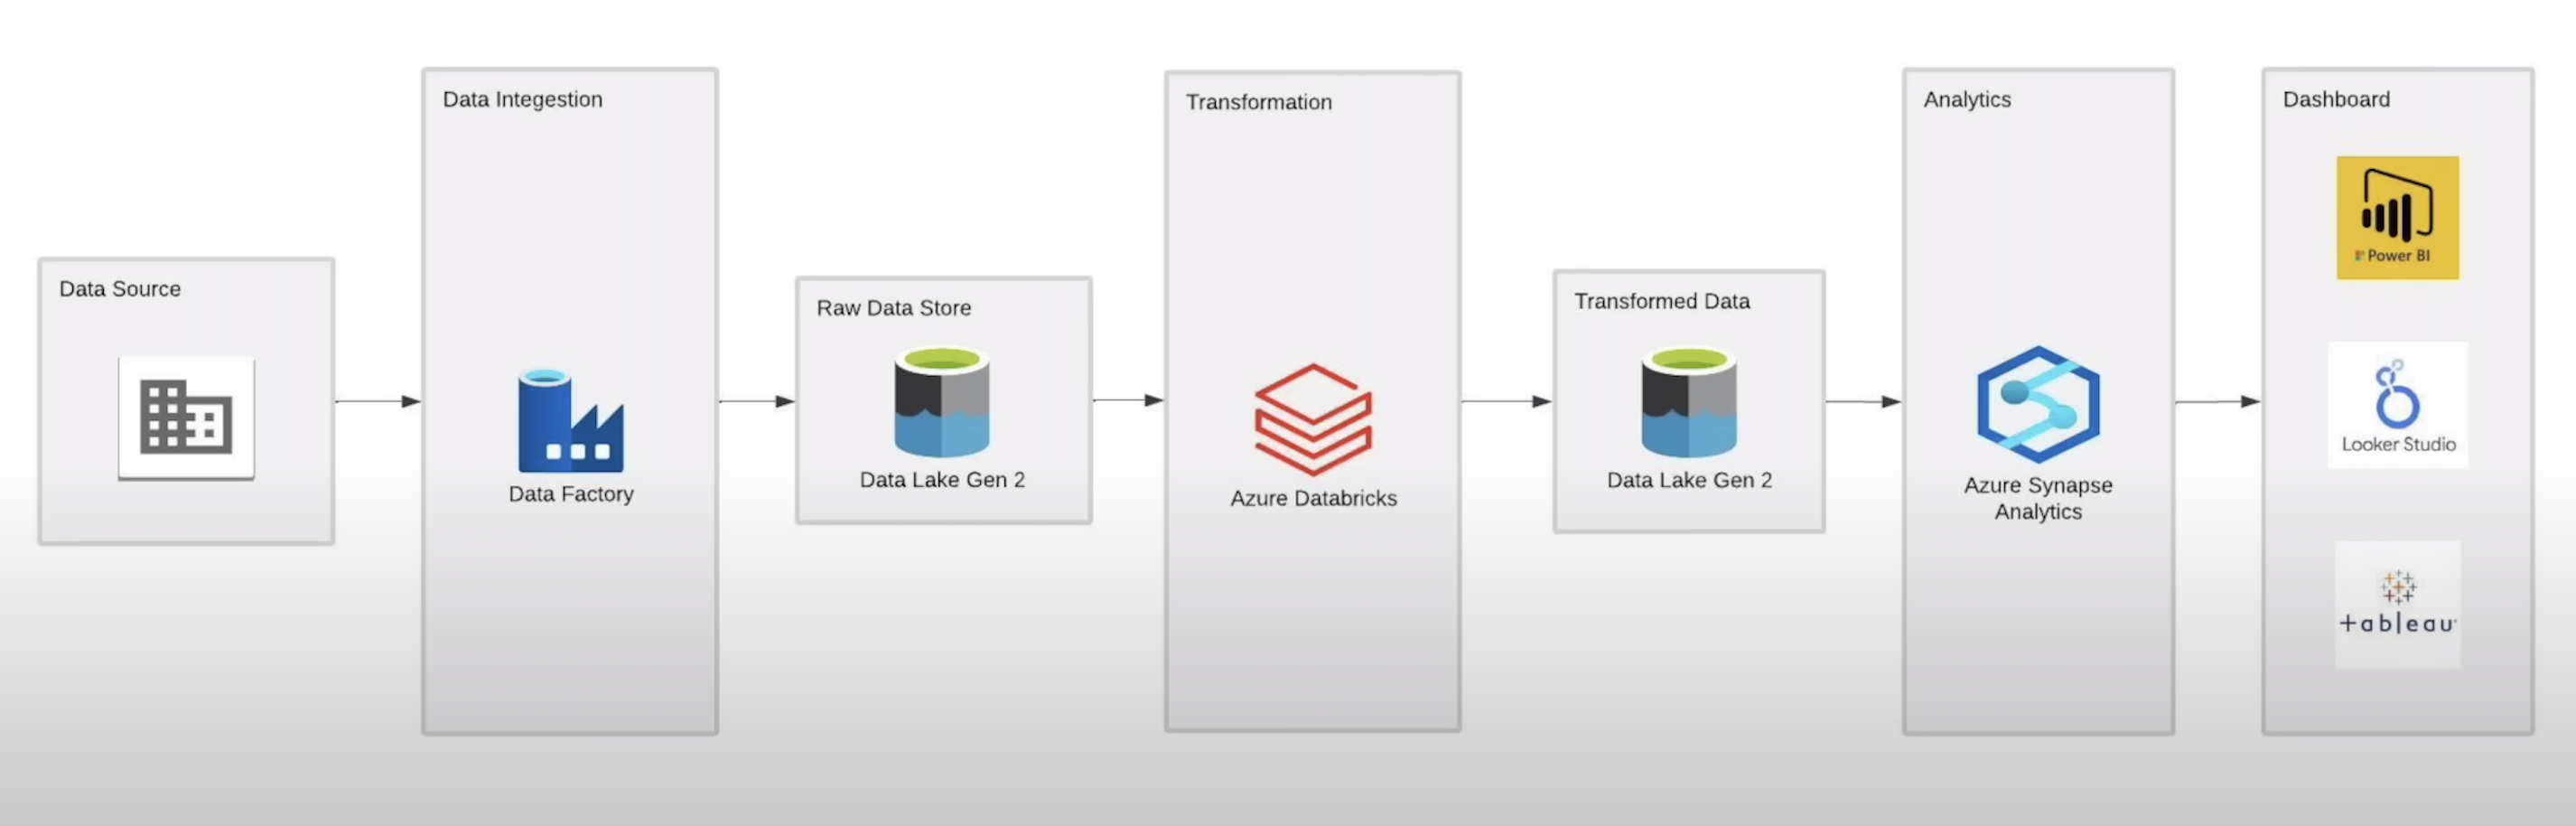 Data Source
Data Integestion
Data Factory
Raw Data Store
Data Lake Gen 2
Transformation
Azure Databricks
Transformed Data
Data Lake Gen 2
Analytics
Azure Synapse
Analytics
Dashboard
Power BI
Looker Studio
+ableau